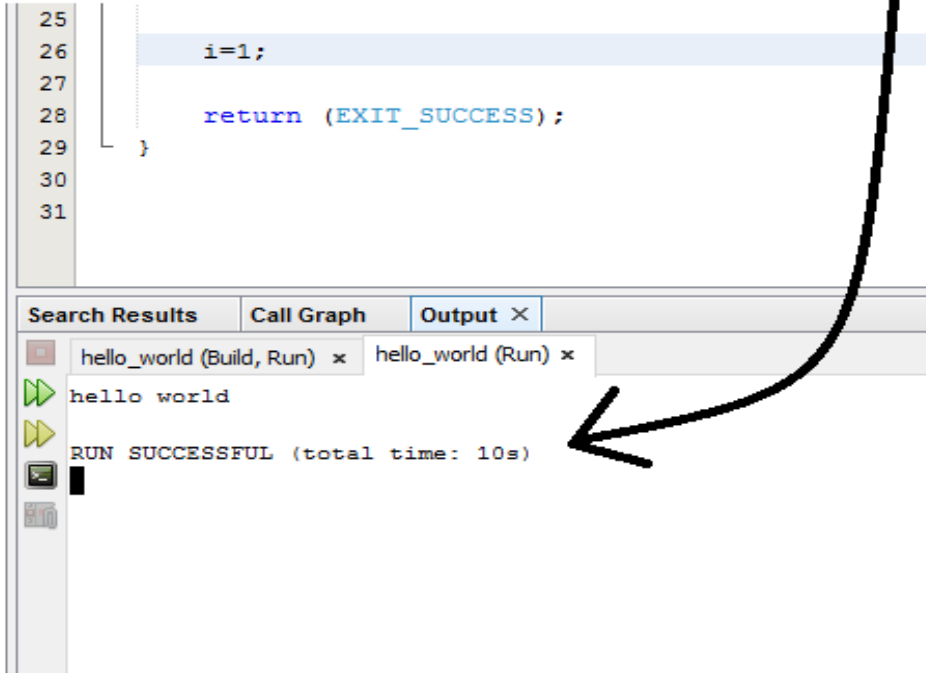 25
26 i=1;
27
28 return (EXIT_SUCCESS);
29 }
30
31
Search Results Call Graph Output ×
hello_world (Build, Run) × hello_world (Run) ×
hello world
RUN SUCCESSFUL (total time: 10s)